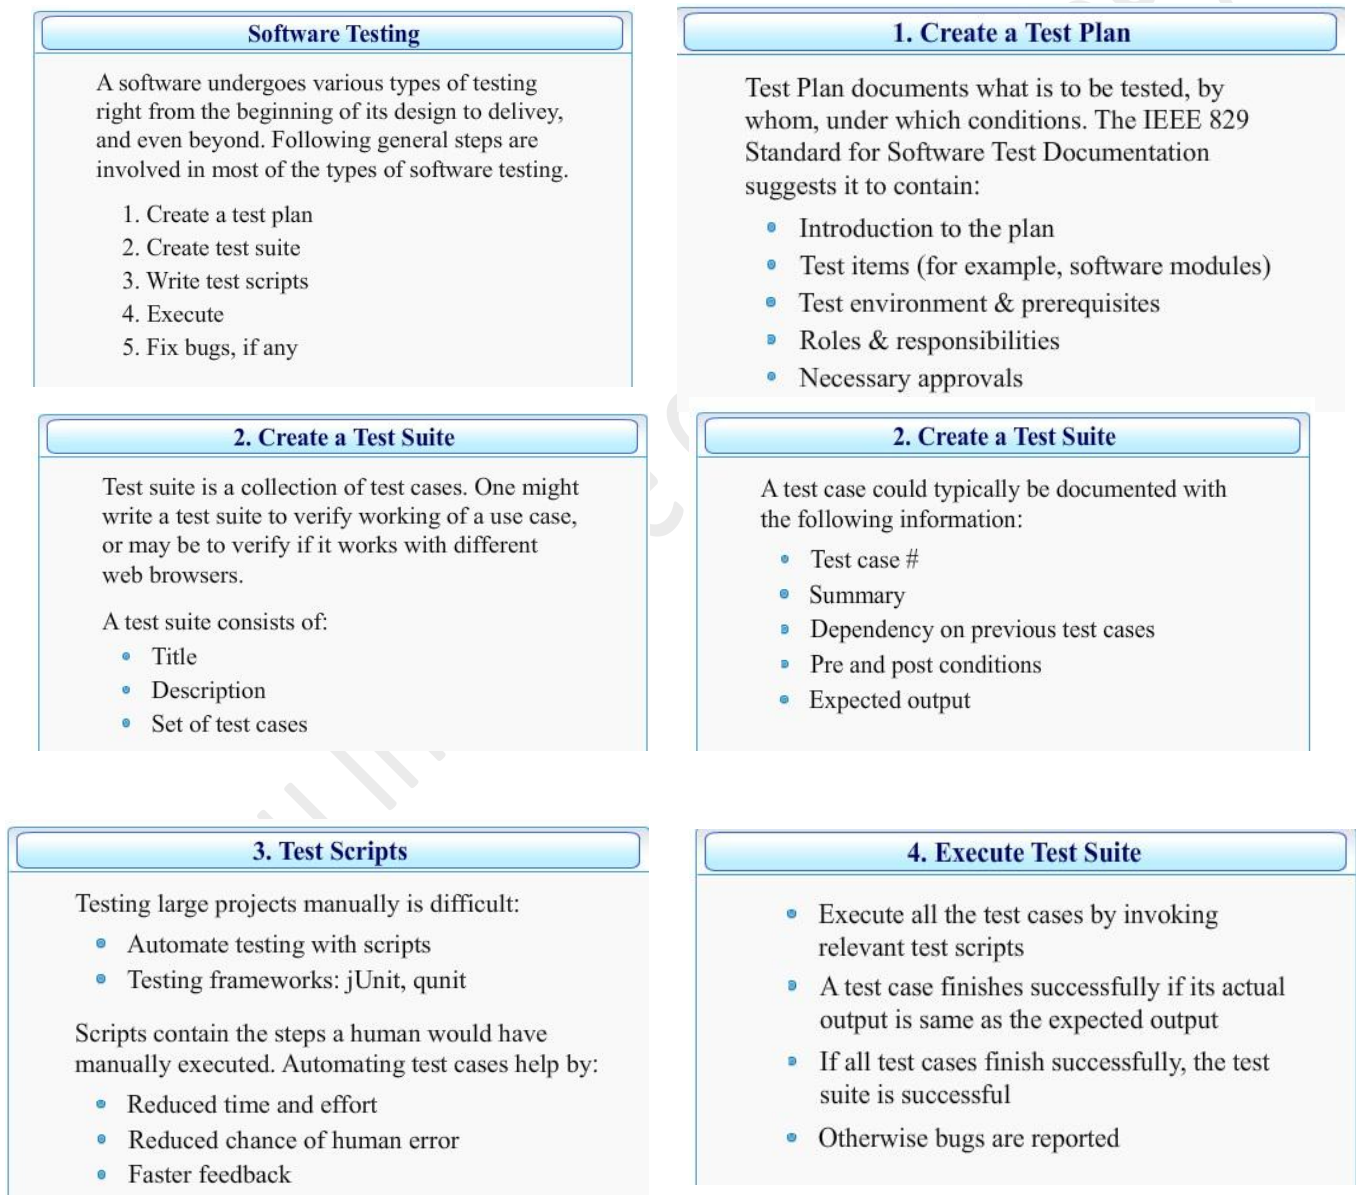 Software Testing
A software undergoes various types of testing
right from the beginning of its design to delivey,
and even beyond. Following general steps are
involved in most of the types of software testing.
1. Create a test plan
2. Create test suite
3. Write test scripts
4. Execute
5. Fix bugs, if any
1. Create a Test Plan
Test Plan documents what is to be tested, by
whom, under which conditions. The IEEE 829
Standard for Software Test Documentation
suggests it to contain:
Introduction to the plan
Test items (for example, software modules)
Test environment & prerequisites
Roles & responsibilities
Necessary approvals
2. Create a Test Suite
Test suite is a collection of test cases. One might
write a test suite to verify working of a use case,
or may be to verify if it works with different
web browsers.
A test suite consists of:
Title
Description
Set of test cases
2. Create a Test Suite
A test case could typically be documented with
the following information:
Test case #
Summary
Dependency on previous test cases
Pre and post conditions
Expected output
3. Test Scripts
Testing large projects manually is difficult:
Automate testing with scripts
Testing frameworks: jUnit, qunit
Scripts contain the steps a human would have
manually executed. Automating test cases help by:
Reduced time and effort
Reduced chance of human error
Faster feedback
4. Execute Test Suite
Execute all the test cases by invoking
relevant test scripts
A test case finishes successfully if its actual
output is same as the expected output
If all test cases finish successfully, the test
suite is successful
Otherwise bugs are reported